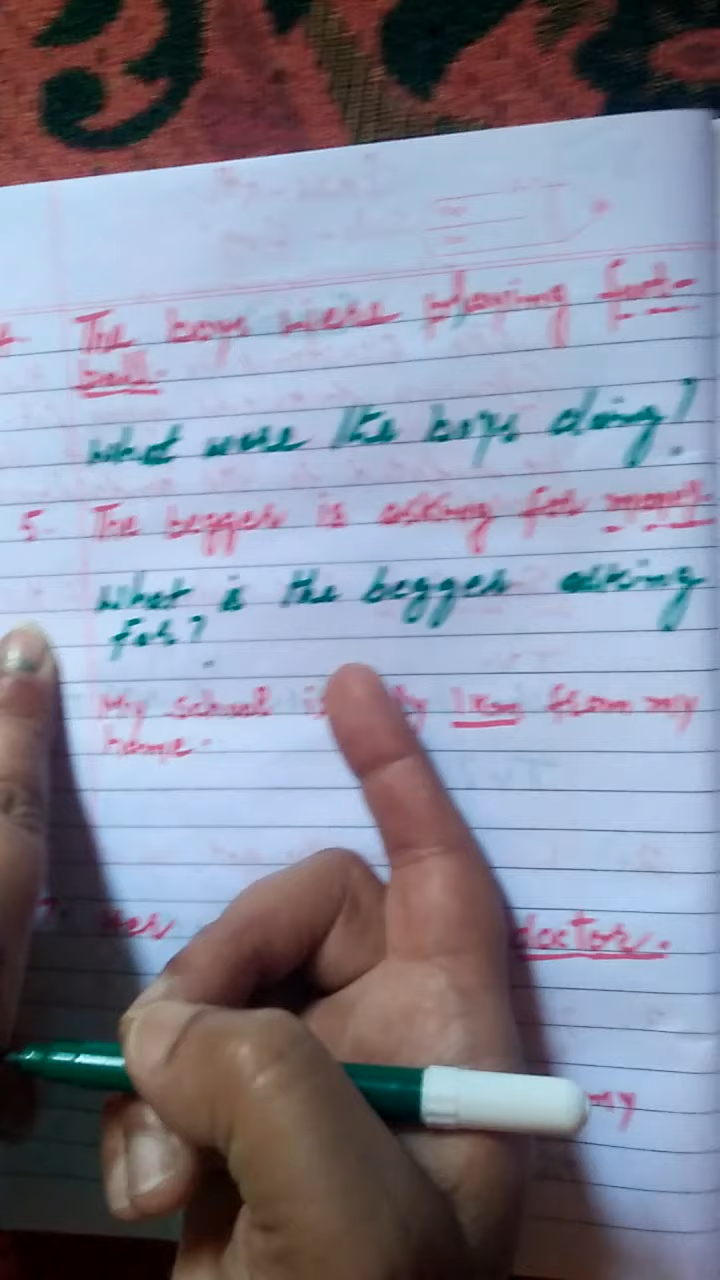 The boys were playing foot-
ball.
What were the boys doing?
5. The begger is asking for money.
What is the begger asking
for?
My school is 1km from my
home.
Her doctor.
my